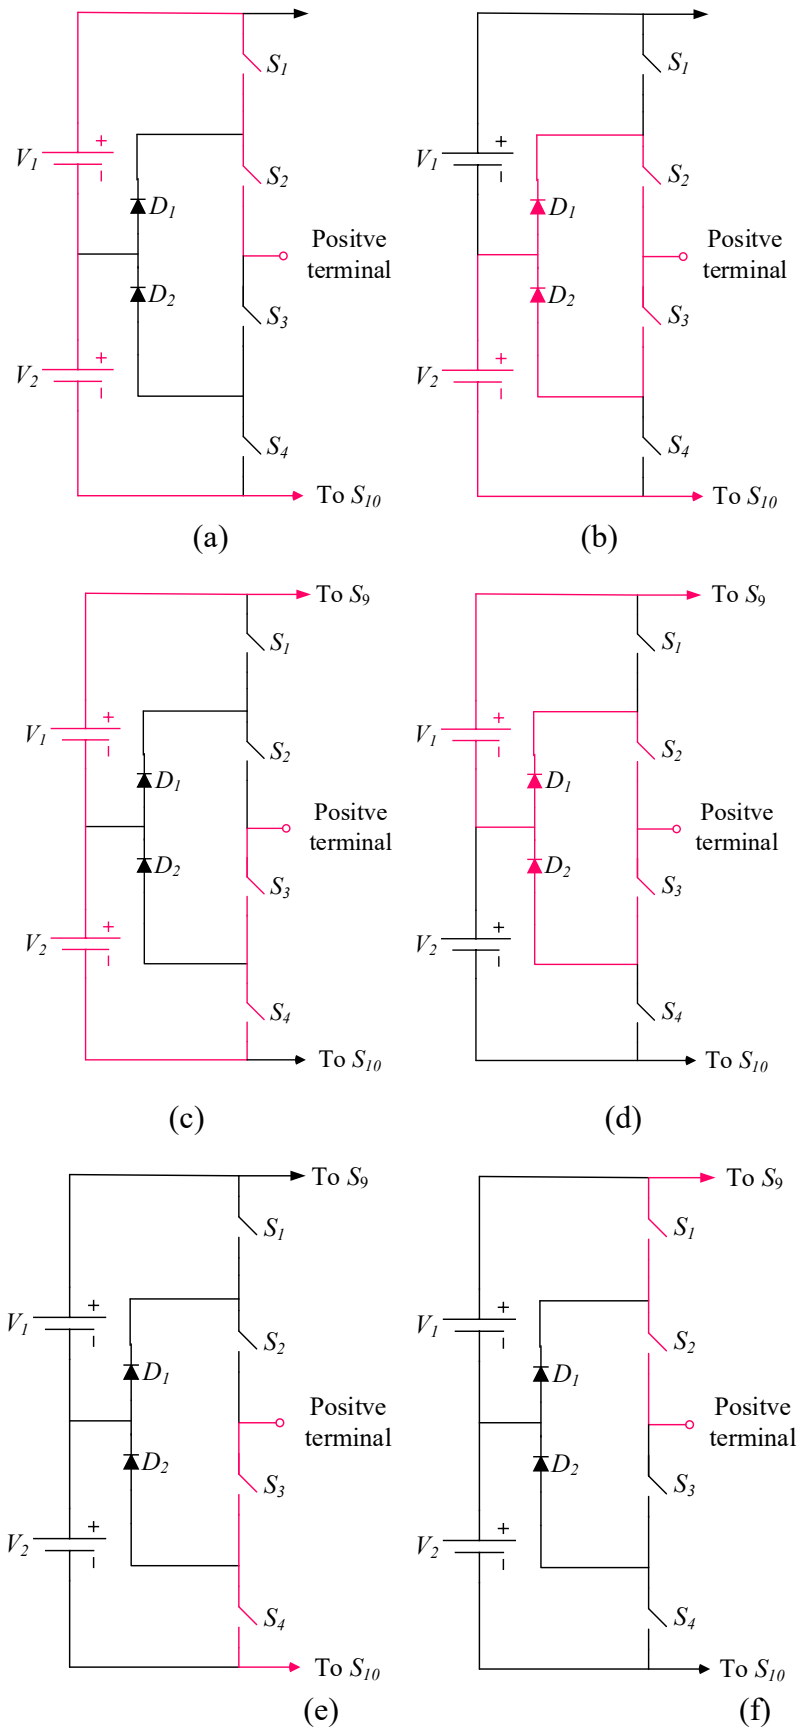 S1
V1
+
S2
D1
Positve
terminal
D2
S3
V2
+
S4
To S10
(a)
S1
V1
+
S2
D1
Positve
terminal
D2
S3
V2
+
S4
To S10
(b)
To S9
S1
V1
+
S2
D1
Positve
terminal
D2
S3
V2
+
S4
To S10
(c)
To S9
S1
V1
+
S2
D1
Positve
terminal
D2
S3
V2
+
S4
To S10
(d)
To S9
S1
V1
+
S2
D1
Positve
terminal
D2
S3
V2
+
S4
To S10
(e)
To S9
S1
V1
+
S2
D1
Positve
terminal
D2
S3
V2
+
S4
To S10
(f)